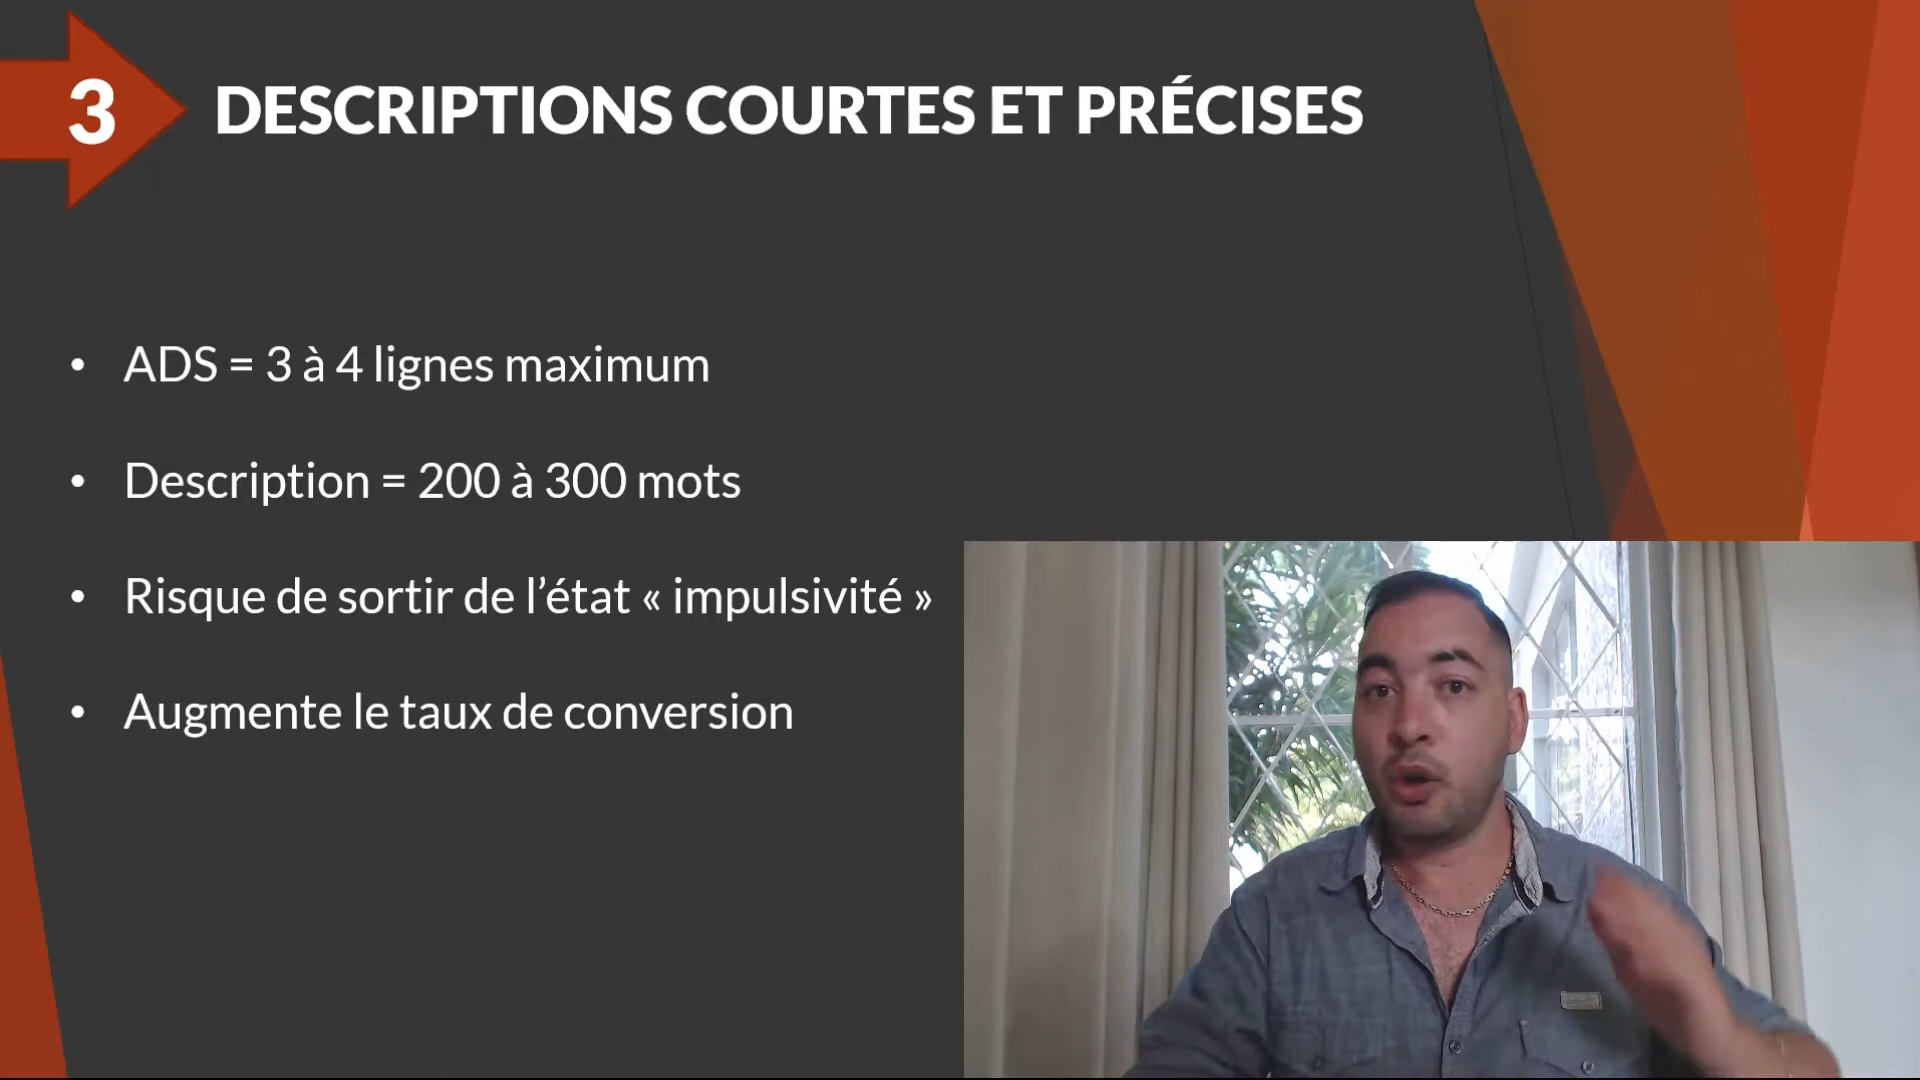 3
DESCRIPTIONS COURTES ET PRÉCISES
• ADS = 3 à 4 lignes maximum
• Description = 200 à 300 mots
• Risque de sortir de l’état « impulsivité »
• Augmente le taux de conversion